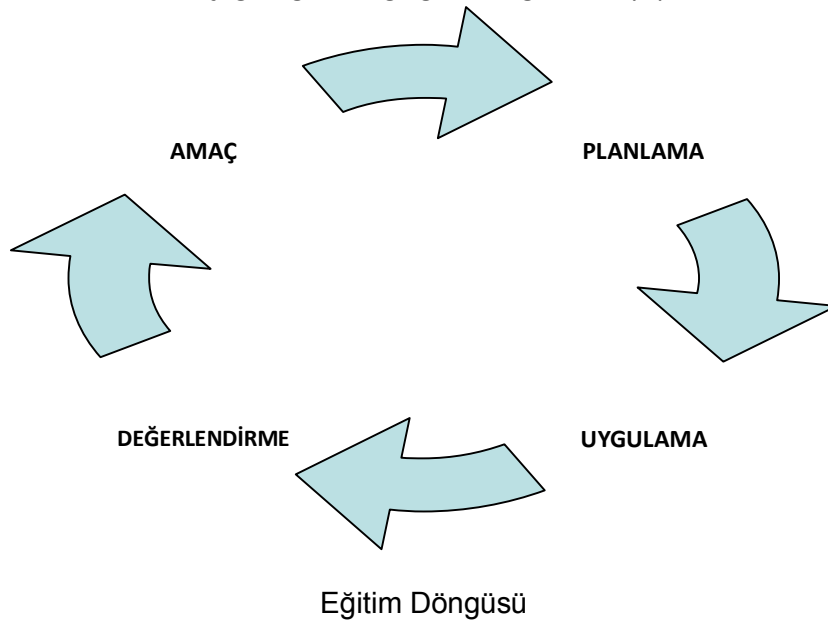 AMAÇ
PLANLAMA
DEĞERLENDİRME
UYGULAMA
Eğitim Döngüsü